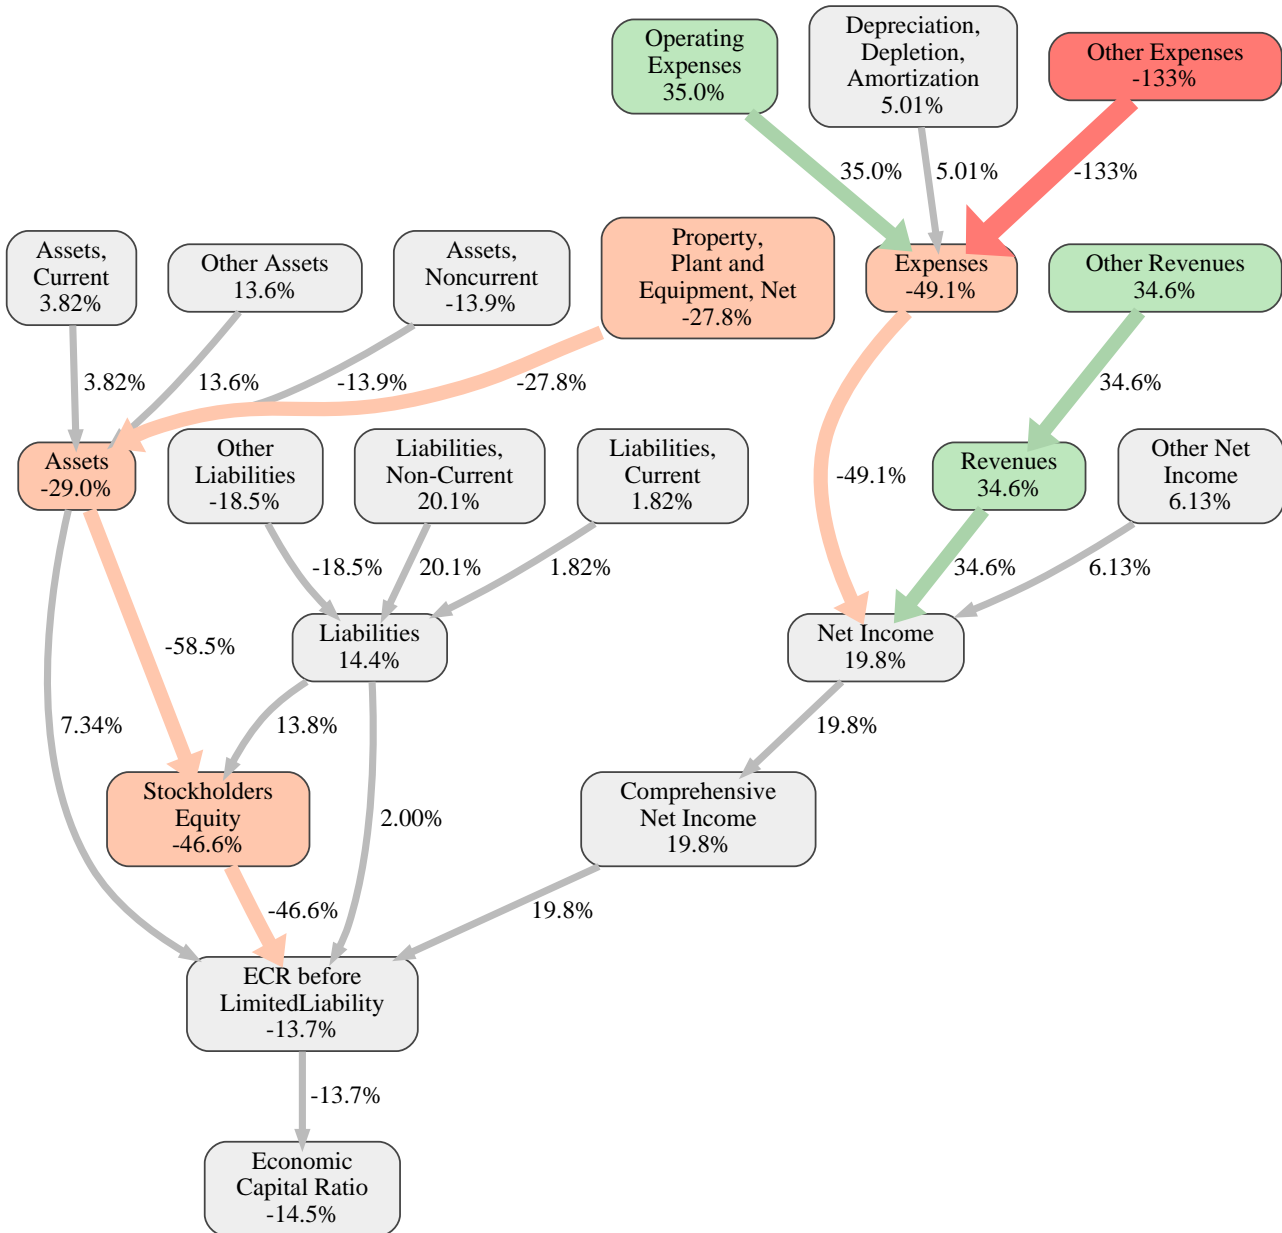 Operating
Expenses
35.0%
Depreciation,
Depletion,
Amortization
5.01%
Other Expenses
-133%
35.0%
5.01%
-133%
Assets,
Current
3.82%
Other Assets
13.6%
Assets,
Noncurrent
-13.9%
Property,
Plant and
Equipment, Net
-27.8%
Expenses
-49.1%
Other Revenues
34.6%
3.82%
13.6%
-13.9%
-27.8%
34.6%
Assets
-29.0%
Other
Liabilities
-18.5%
Liabilities,
Non-Current
20.1%
Liabilities,
Current
1.82%
-49.1%
Revenues
34.6%
Other Net
Income
6.13%
-18.5%
20.1%
1.82%
34.6%
6.13%
-58.5%
Liabilities
14.4%
Net Income
19.8%
7.34%
13.8%
19.8%
Stockholders
Equity
-46.6%
2.00%
Comprehensive
Net Income
19.8%
-46.6%
19.8%
ECR before
LimitedLiability
-13.7%
-13.7%
Economic
Capital Ratio
-14.5%